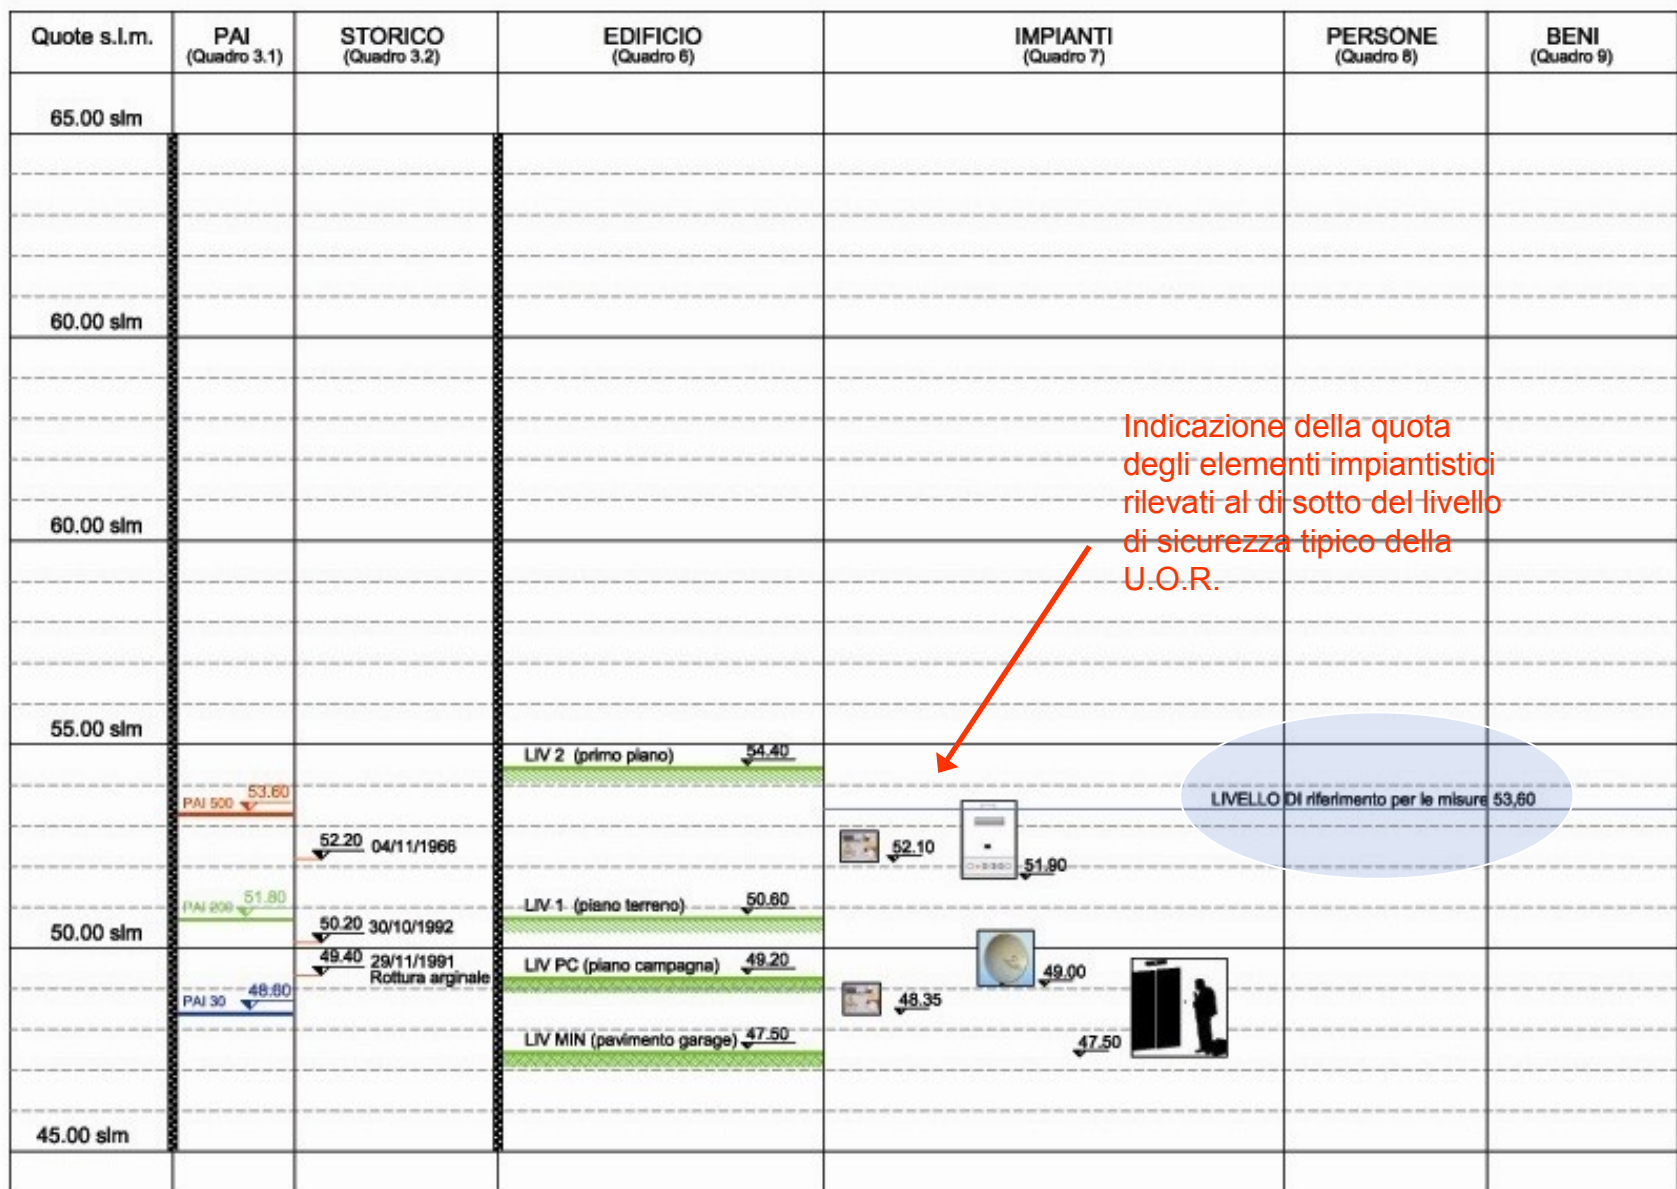 Quote s.l.m.
PAI
(Quadro 3.1)
STORICO
(Quadro 3.2)
EDIFICIO
(Quadro 6)
IMPIANTI
(Quadro 7)
PERSONE
(Quadro 8)
BENI
(Quadro 9)
65.00 slm
60.00 slm
Indicazione della quota
degli elementi impiantistici
rilevati al di sotto del livello
di sicurezza tipico della
U.O.R.
60.00 slm
55.00 slm
LIV 2 (primo piano) 54.40
PAI 500 53.60
LIVELLO DI riferimento per le misure 53,60
52.20 04/11/1966
52.10
51.90
PAI 200 51.80
LIV 1 (piano terreno) 50.60
50.00 slm
50.20 30/10/1992
49.40 29/11/1991
Rottura arginale
LIV PC (piano campagna) 49.20
49.00
PAI 30 48.60
48.35
LIV MIN (pavimento garage) 47.50
47.50
45.00 slm